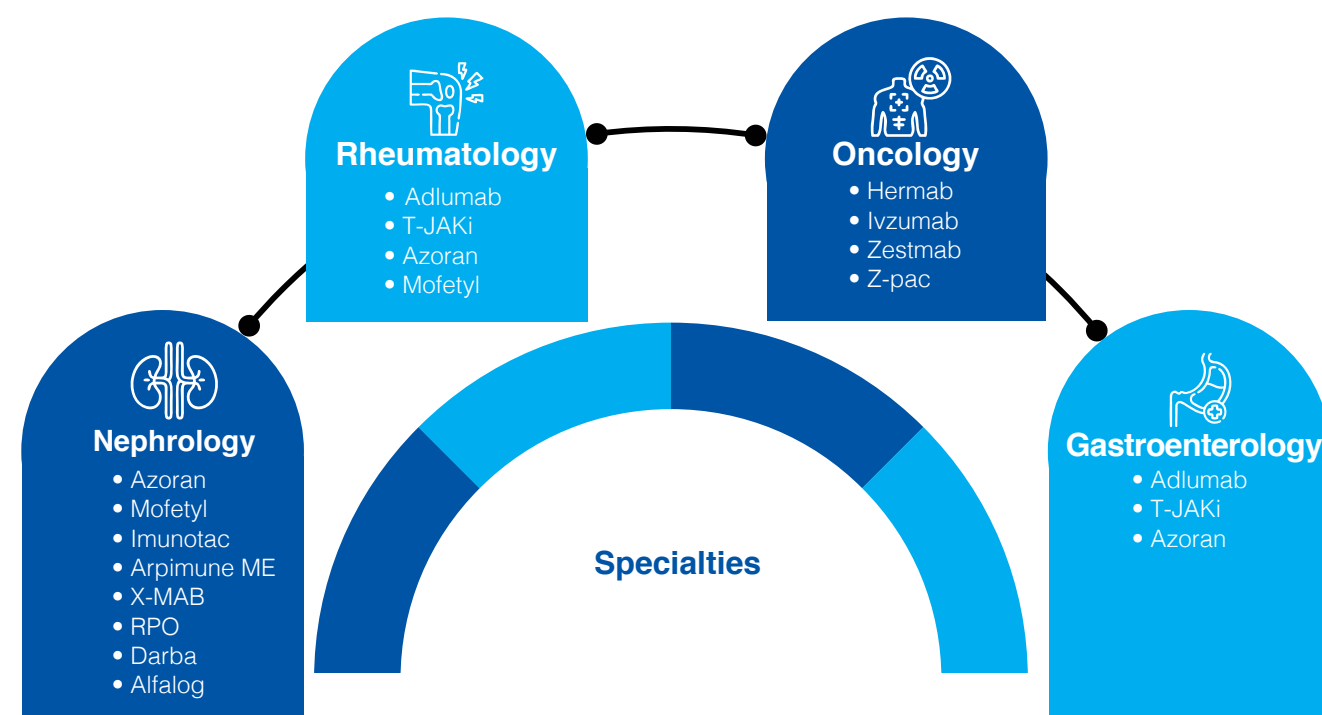 Rheumatology
• Adlumab
• T-JAKi
• Azoran
• Mofetyl
Oncology
• Hermab
• Ivzumab
• Zestmab
• Z-pac
Nephrology
• Azoran
• Mofetyl
• Imunotac
• Arpimune ME
• X-MAB
• RPO
• Darba
• Alfalog
Gastroenterology
• Adlumab
• T-JAKi
• Azoran
Specialties